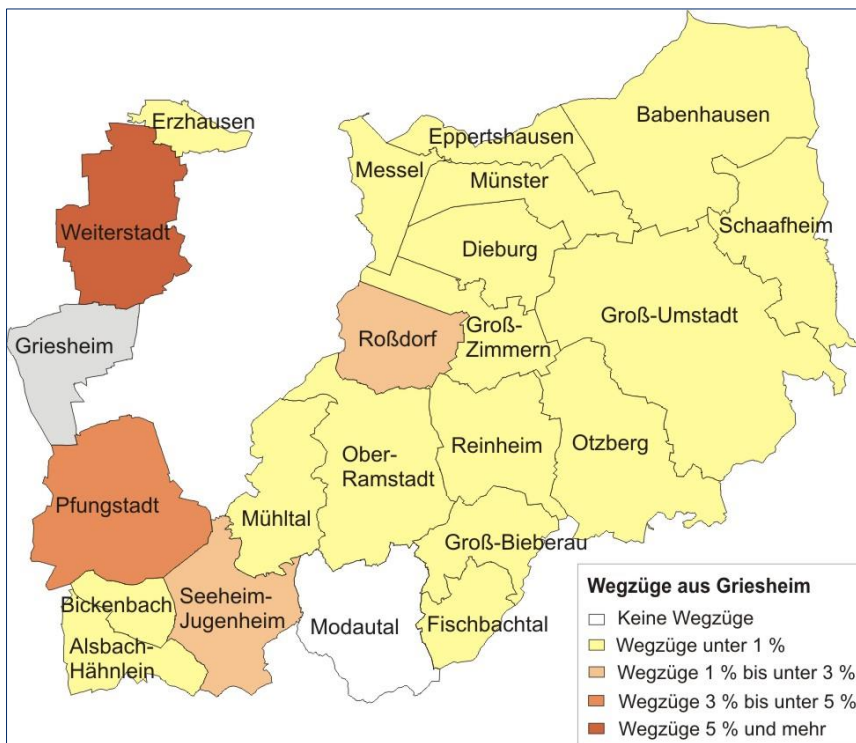 Erzhausen
Babenhausen
Eppertshausen
Messel
Münster
Schaafheim
Weiterstadt
Dieburg
Groß-Umstadt
Griesheim
Roßdorf
Groß-
Zimmern
Ober-
Ramstadt
Reinheim
Otzberg
Pfungstadt
Mühltal
Groß-Bieberau
Bickenbach
Seeheim-
Jugenheim
Modautal
Fischbachtal
Alsbach-
Hähnlein
Wegzüge aus Griesheim
Keine Wegzüge
Wegzüge unter 1 %
Wegzüge 1 % bis unter 3 %
Wegzüge 3 % bis unter 5 %
Wegzüge 5 % und mehr